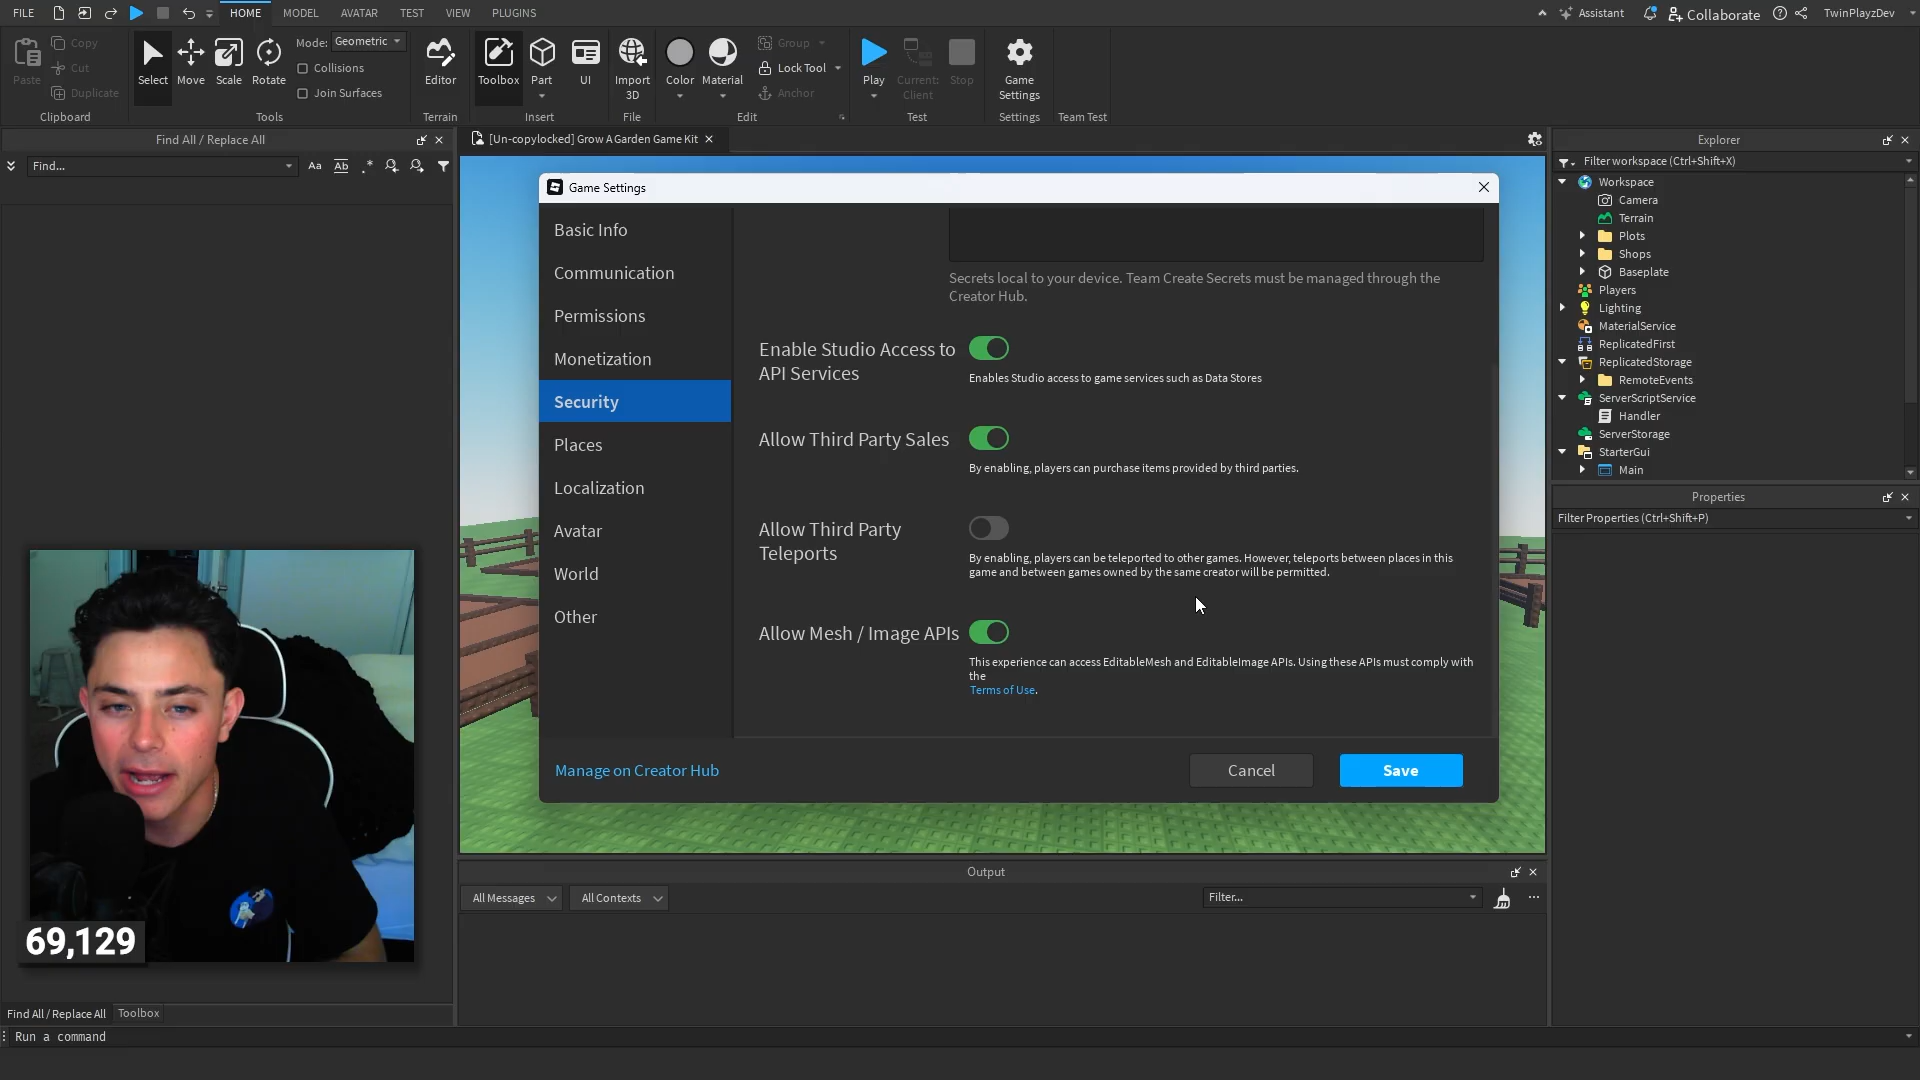 FILE
HOME
MODEL
AVATAR
TEST
VIEW
PLUGINS
Assistant
Collaborate
TwinPlayzDev
Paste
Copy
Cut
Duplicate
Clipboard
Select
Move
Scale
Rotate
Mode: Geometric
Collisions
Join Surfaces
Tools
Editor
Terrain
Toolbox
Part
UI
Insert
Import
3D
File
Color
Material
Group
Lock Tool
Anchor
Edit
Play
Current:
Client
Stop
Test
Game
Settings
Settings
Team Test
Find All / Replace All
Find...
Aa
Ab
.*
[Un-copylocked] Grow A Garden Game Kit
Game Settings
Basic Info
Communication
Permissions
Monetization
Security
Places
Localization
Avatar
World
Other
Secrets local to your device. Team Create Secrets must be managed through the
Creator Hub.
Enable Studio Access to
API Services
Enables Studio access to game services such as Data Stores
Allow Third Party Sales
By enabling, players can purchase items provided by third parties.
Allow Third Party
Teleports
By enabling, players can be teleported to other games. However, teleports between places in this
game and between games owned by the same creator will be permitted.
Allow Mesh / Image APIs
This experience can access EditableMesh and EditableImage APIs. Using these APIs must comply with
the
Terms of Use.
Manage on Creator Hub
Cancel
Save
Explorer
Filter workspace (Ctrl+Shift+X)
Workspace
Camera
Terrain
Plots
Shops
Baseplate
Players
Lighting
MaterialService
ReplicatedFirst
ReplicatedStorage
RemoteEvents
ServerScriptService
Handler
ServerStorage
StarterGui
Main
Properties
Filter Properties (Ctrl+Shift+P)
69,129
Output
All Messages
All Contexts
Filter...
Find All / Replace All
Toolbox
Run a command